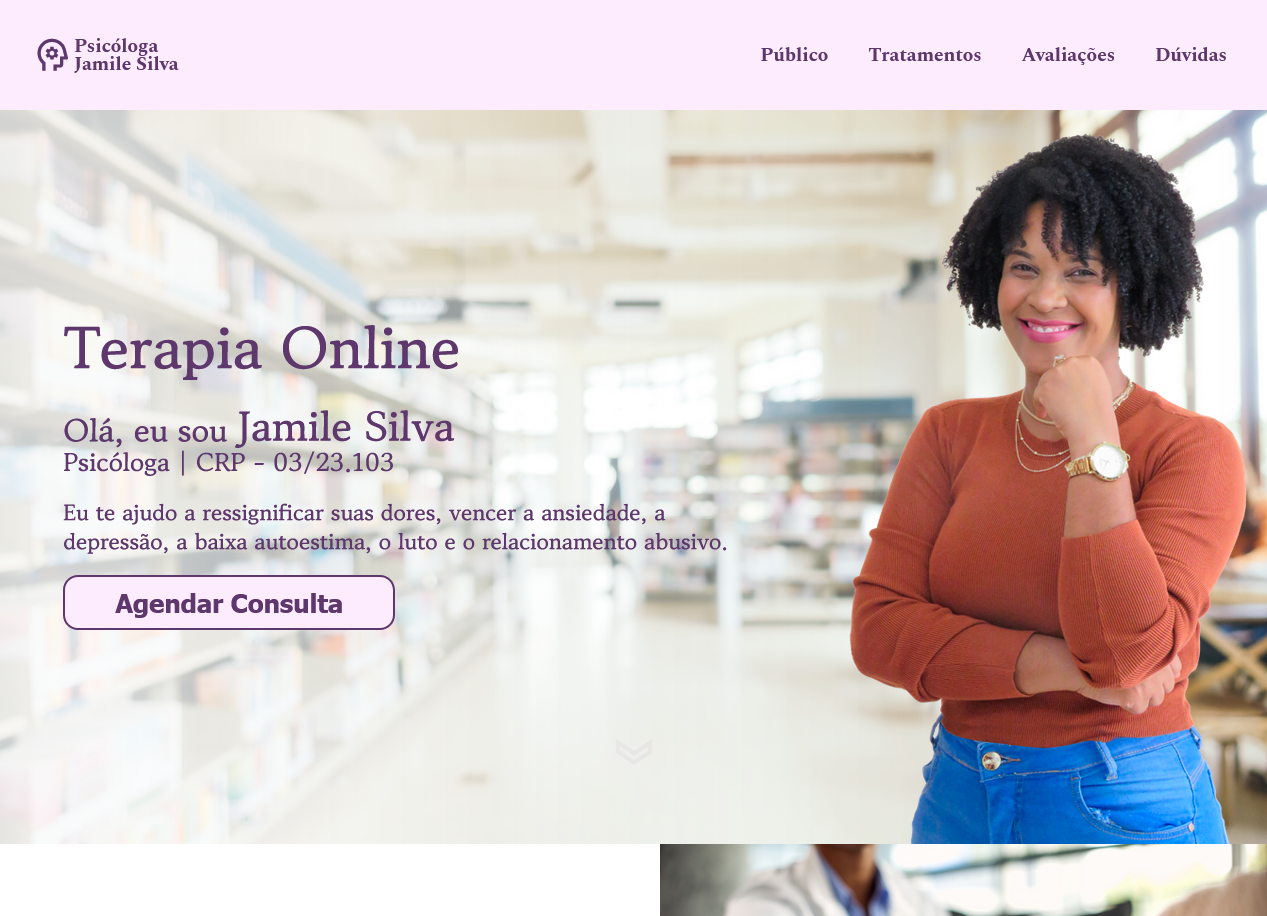 Psicóloga
Jamile Silva
Público
Tratamentos
Avaliações
Dúvidas
Terapia Online
Olá, eu sou Jamile Silva
Psicóloga | CRP - 03/23.103
Eu te ajudo a ressignificar suas dores, vencer a ansiedade, a
depressão, a baixa autoestima, o luto e o relacionamento abusivo.
Agendar Consulta